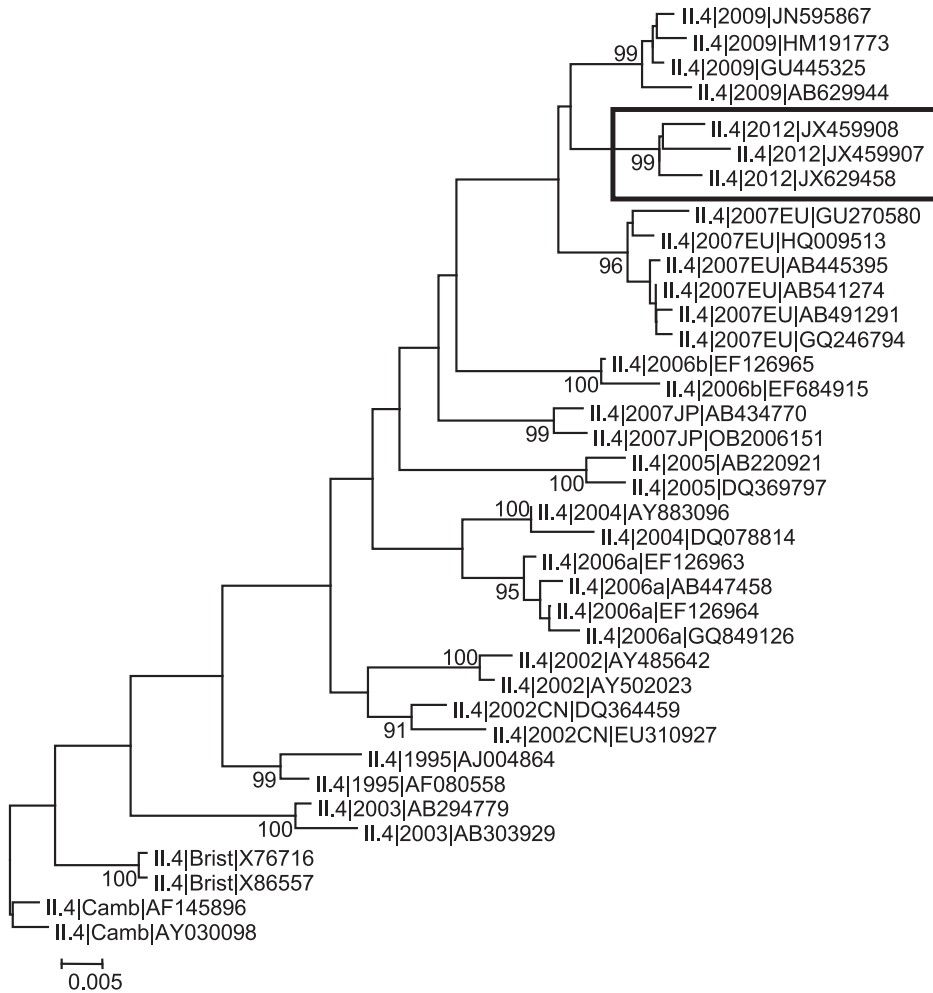 II.4|2009|JN595867
II.4|2009|HM191773
99
II.4|2009|GU445325
II.4|2009|AB629944
II.4|2012|JX459908
II.4|2012|JX459907
99
II.4|2012|JX629458
II.4|2007EU|GU270580
II.4|2007EU|HQ009513
96
II.4|2007EU|AB445395
II.4|2007EU|AB541274
II.4|2007EU|AB491291
II.4|2007EU|GQ246794
II.4|2006b|EF126965
100
II.4|2006b|EF684915
II.4|2007JP|AB434770
99
II.4|2007JP|OB2006151
II.4|2005|AB220921
100
II.4|2005|DQ369797
100
II.4|2004|AY883096
II.4|2004|DQ078814
II.4|2006a|EF126963
95
II.4|2006a|AB447458
II.4|2006a|EF126964
II.4|2006a|GQ849126
100
II.4|2002|AY485642
II.4|2002|AY502023
II.4|2002CN|DQ364459
91
II.4|2002CN|EU310927
II.4|1995|AJ004864
99
II.4|1995|AF080558
II.4|2003|AB294779
100
II.4|2003|AB303929
II.4|Brist|X76716
100
II.4|Brist|X86557
II.4|Camb|AF145896
II.4|Camb|AY030098
0.005